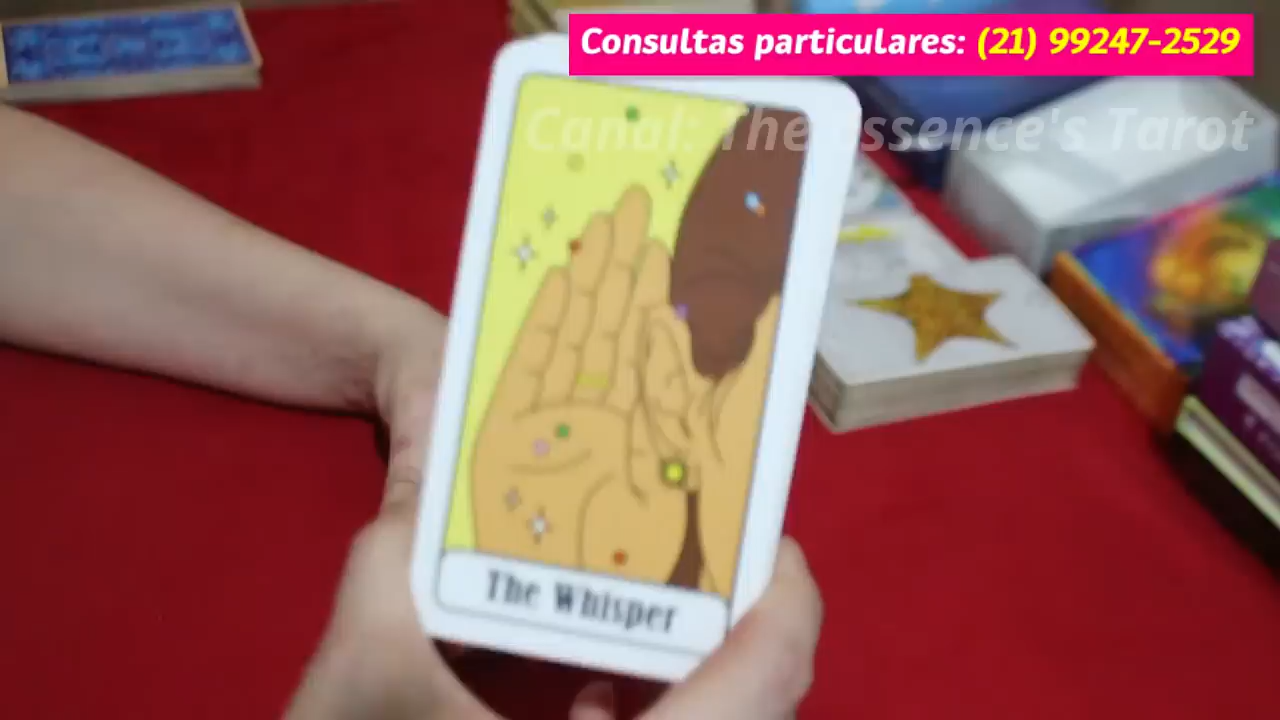 Consultas particulares: (21) 99247-2529
Canal: The Essence's Tarot
The Whisper